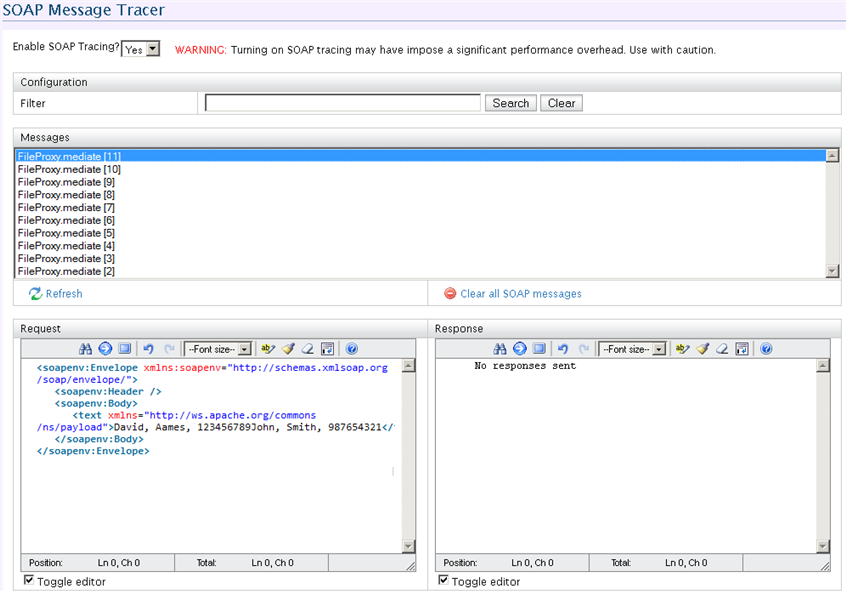 SOAP Message Tracer
Enable SOAP Tracing? Yes WARNING: Turning on SOAP tracing may have impose a significant performance overhead. Use with caution.
Configuration
Filter Search Clear
Messages
FileProxy.mediate [11]
FileProxy.mediate [10]
FileProxy.mediate [9]
FileProxy.mediate [8]
FileProxy.mediate [7]
FileProxy.mediate [6]
FileProxy.mediate [5]
FileProxy.mediate [4]
FileProxy.mediate [3]
FileProxy.mediate [2]
Refresh Clear all SOAP messages
Request
--Font size--
<soapenv:Envelope xmlns:soapenv="http://schemas.xmlsoap.org
/soap/envelope/">
<soapenv:Header />
<soapenv:Body>
<text xmlns="http://ws.apache.org/commons
/ns/payload">David, Aames, 123456789John, Smith, 987654321</
</soapenv:Body>
</soapenv:Envelope>
Position: Ln 0, Ch 0 Total: Ln 0, Ch 0
Toggle editor
Response
--Font size--
No responses sent
Position: Ln 0, Ch 0 Total: Ln 0, Ch 0
Toggle editor